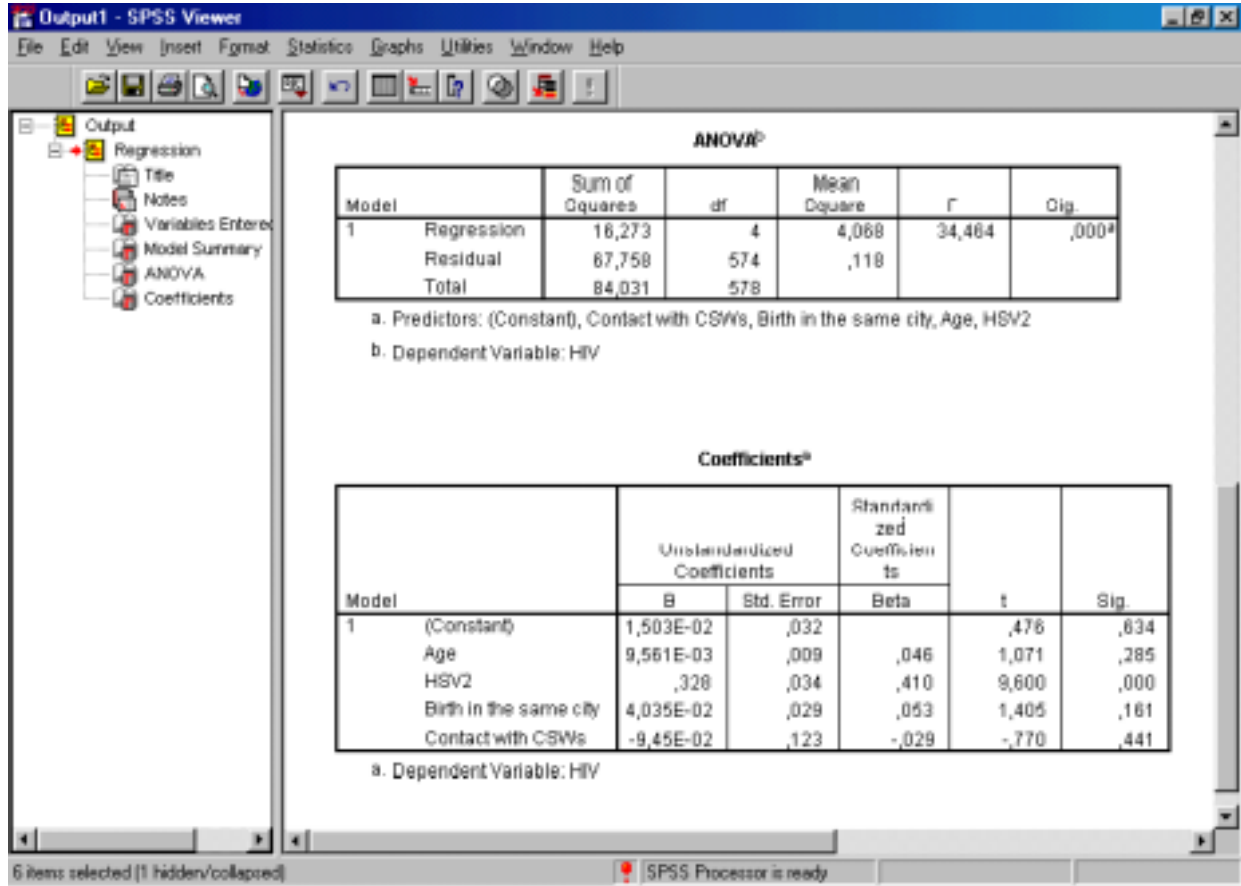 Output1 - SPSS Viewer
File Edit View Insert Format Statistics Graphs Utilities Window Help
Output
Regression
Title
Notes
Variables Entered
Model Summary
ANOVA
Coefficients
ANOVAb
Model Sum of Squares df Mean Square F Sig.
1 Regression 16,273 4 4,068 34,464 ,000a
Residual 67,758 574 ,118
Total 84,031 578
a. Predictors: (Constant), Contact with CSWs, Birth in the same city, Age, HSV2
b. Dependent Variable: HIV
Coefficientsa
Unstandardized Coefficients Standardized Coefficients
Model B Std. Error Beta t Sig.
1 (Constant) 1,503E-02 ,032 ,476 ,634
Age 9,561E-03 ,009 ,046 1,071 ,285
HSV2 ,328 ,034 ,410 9,600 ,000
Birth in the same city 4,035E-02 ,029 ,053 1,405 ,161
Contact with CSWs -9,45E-02 ,123 -,029 -,770 ,441
a. Dependent Variable: HIV
6 items selected (1 hidden/collapsed)
SPSS Processor is ready